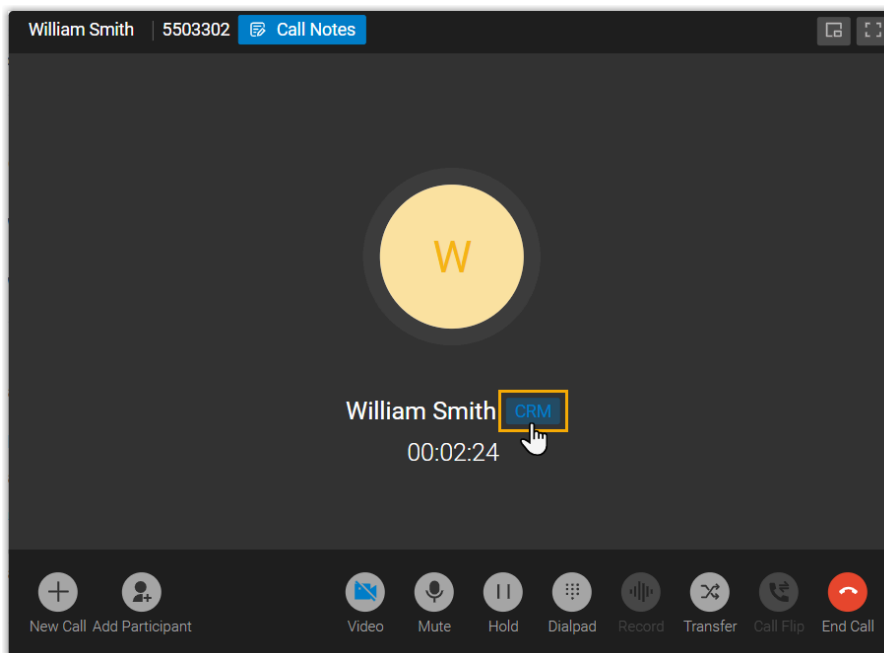 William Smith 5503302 Call Notes
W
William Smith CRM
00:02:24
New Call Add Participant Video Mute Hold Dialpad Record Transfer Call Flip End Call